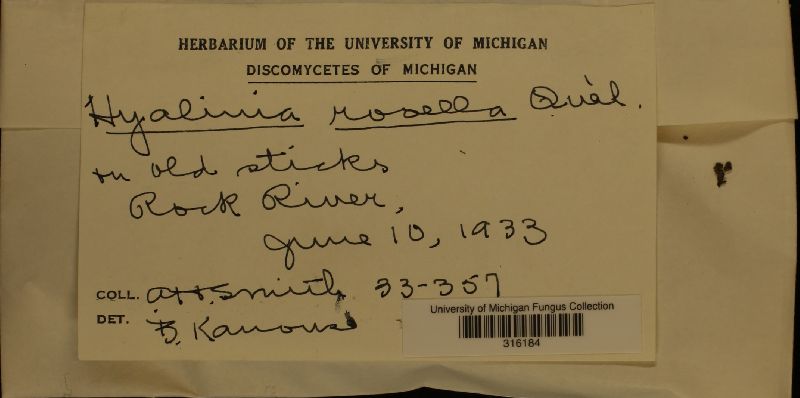 HERBARIUM OF THE UNIVERSITY OF MICHIGAN
DISCOMYCETES OF MICHIGAN
Hyalinia rosella Quèl.
on old sticks
Rock River,
June 10, 1933
COLL. A.H. Smith 33-357
DET. B. Kanouse
University of Michigan Fungus Collection
316184